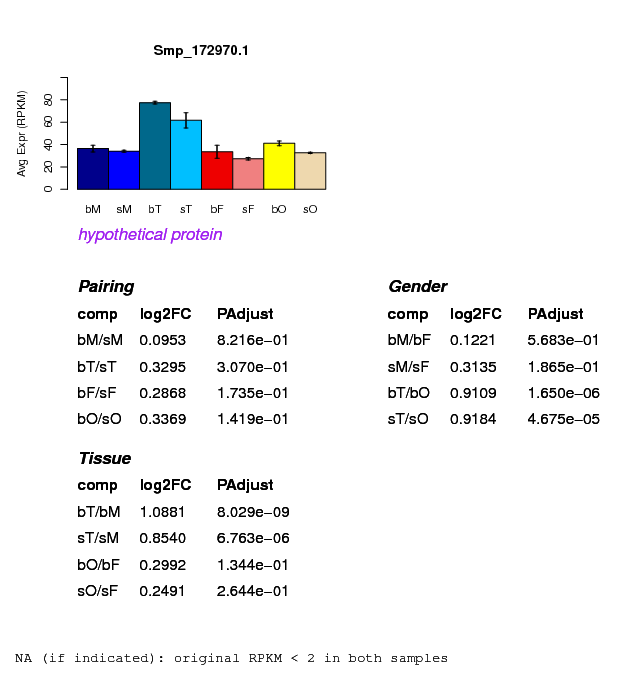 Smp_172970.1
Avg Expr (RPKM)
0 20 40 60 80
bM sM bT sT bF sF bO sO
hypothetical protein
Pairing
comp log2FC PAdjust
bM/sM 0.0953 8.216e−01
bT/sT 0.3295 3.070e−01
bF/sF 0.2868 1.735e−01
bO/sO 0.3369 1.419e−01
Gender
comp log2FC PAdjust
bM/bF 0.1221 5.683e−01
sM/sF 0.3135 1.865e−01
bT/bO 0.9109 1.650e−06
sT/sO 0.9184 4.675e−05
Tissue
comp log2FC PAdjust
bT/bM 1.0881 8.029e−09
sT/sM 0.8540 6.763e−06
bO/bF 0.2992 1.344e−01
sO/sF 0.2491 2.644e−01
NA (if indicated): original RPKM < 2 in both samples